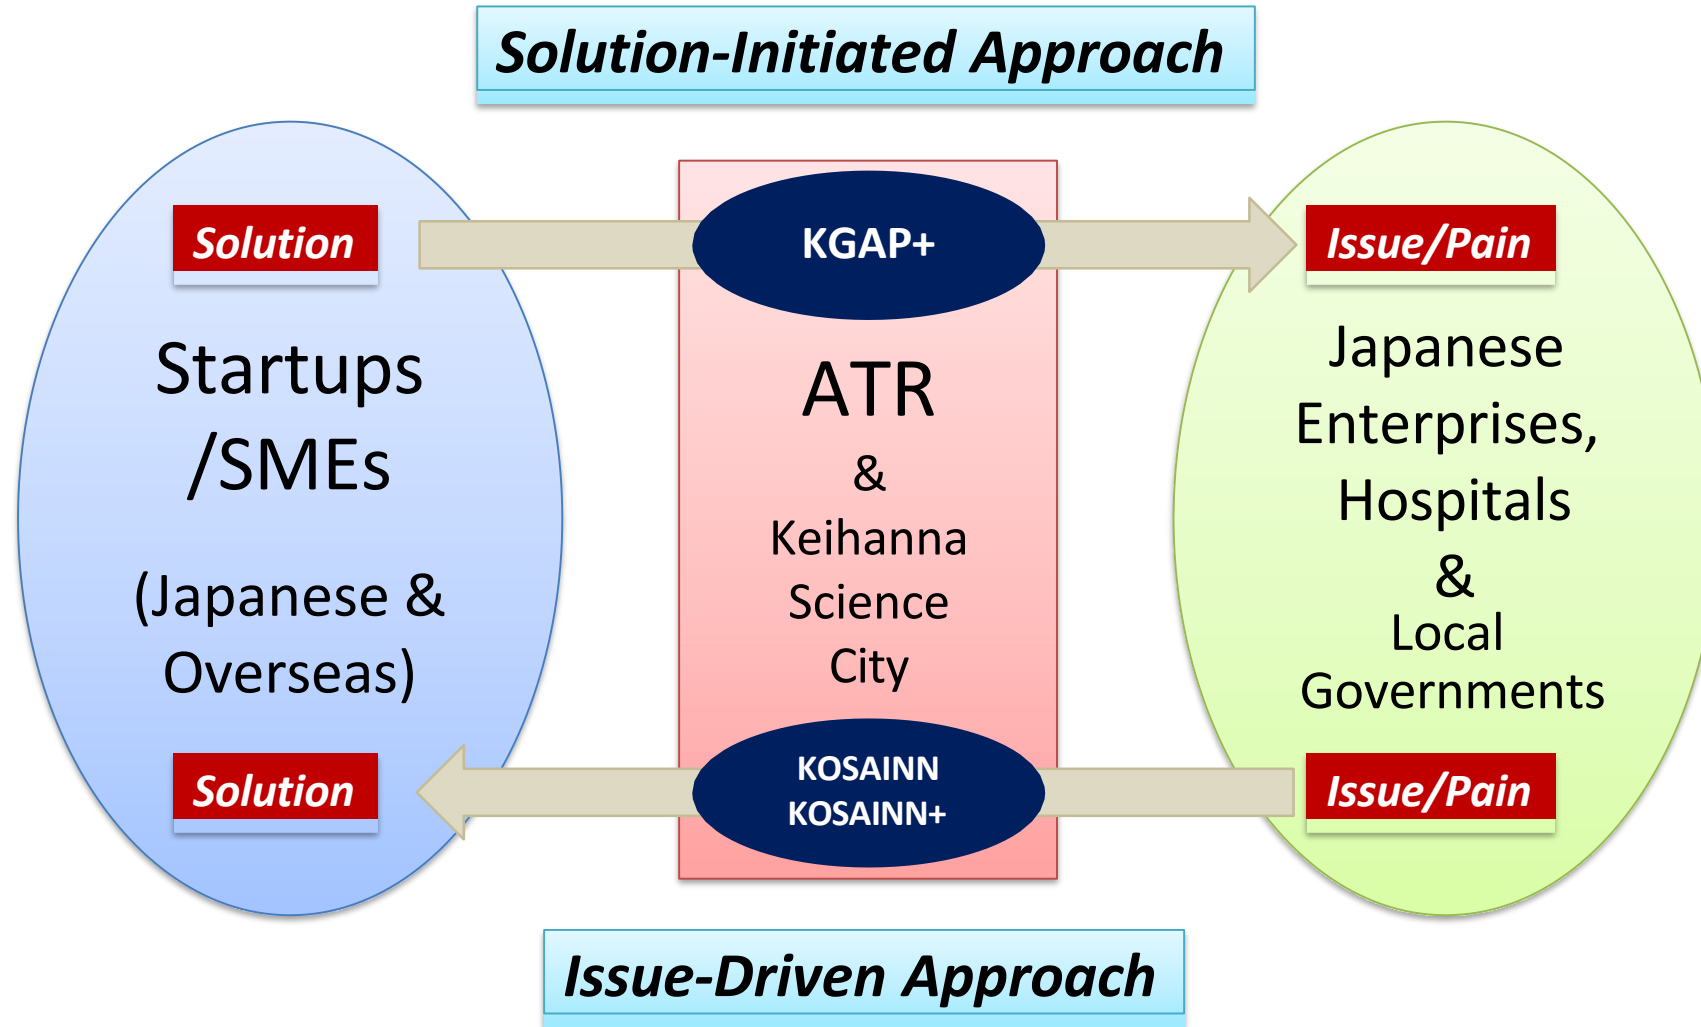 Solution-Initiated Approach
Solution
Startups
/SMEs
(Japanese &
Overseas)
Solution
KGAP+
ATR
&
Keihanna
Science
City
KOSAINN
KOSAINN+
Issue/Pain
Japanese
Enterprises,
Hospitals
&
Local
Governments
Issue/Pain
Issue-Driven Approach